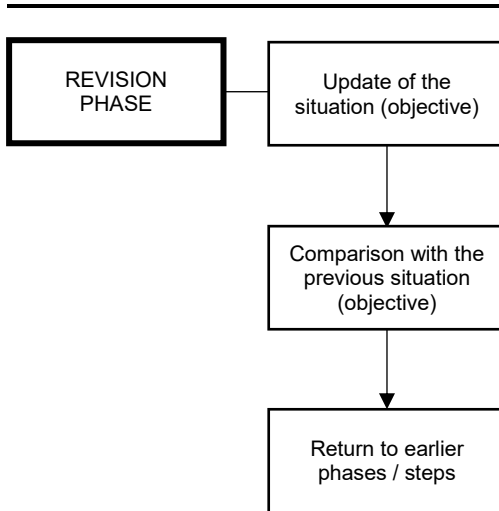 REVISION
PHASE
Update of the
situation (objective)
Comparison with the
previous situation
(objective)
Return to earlier
phases / steps